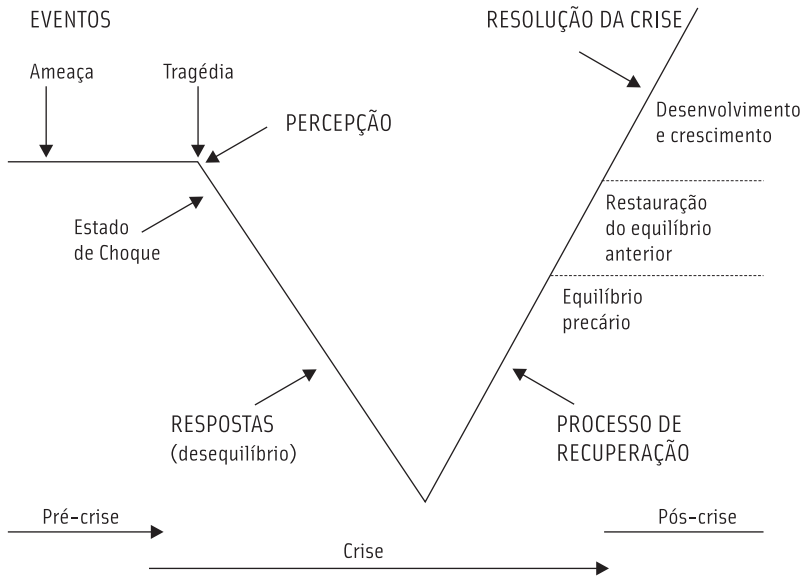 EVENTOS
RESOLUÇÃO DA CRISE
Ameaça
Tragédia
PERCEPÇÃO
Desenvolvimento
e crescimento
Estado
de Choque
Restauração
do equilíbrio
anterior
Equilíbrio
precário
RESPOSTAS
(desequilíbrio)
PROCESSO DE
RECUPERAÇÃO
Pré-crise
Pós-crise
Crise